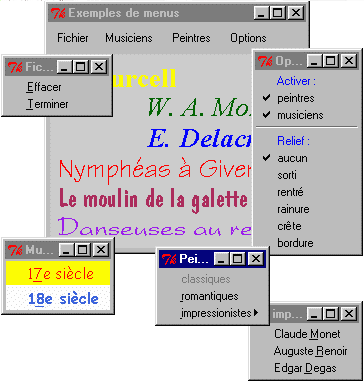 Exemples de menus
Fichier Musiciens Peintres Options
Fic...
Effacer
Terminer
W. A. Mo
E. Delac
Nymphéas à Giver
Le moulin de la galette
Danseuses au re
Op...
Activer :
peintres
musiciens
Relief :
aucun
sorti
rentré
rainure
crête
bordure
Mu...
17e siècle
18e siècle
Pei...
classiques
romantiques
impressionistes
imp...
Claude Monet
Auguste Renoir
Edgar Degas